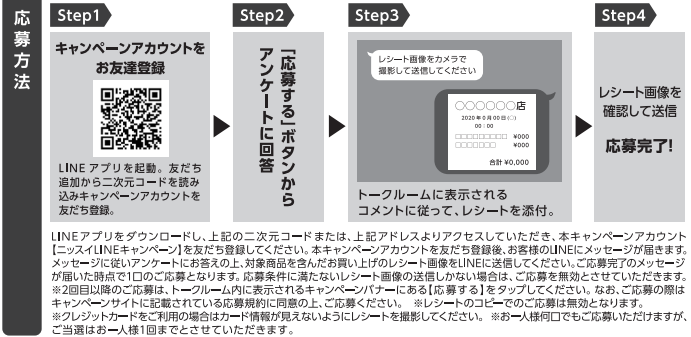 応募方法
Step1
キャンペーンアカウントを
お友達登録
LINEアプリを起動。友だち
追加から二次元コードを読み
込みキャンペーンアカウントを
友だち登録。
Step2
「応募する」ボタンから
アンケートに回答
Step3
レシート画像をカメラで
撮影して送信してください
○○○○○○店
2020年0月00日(○)
00:00
□□□□□□□□□ ¥000
□□□□□□□ ¥000
合計 ¥0,000
トークルームに表示される
コメントに従って、レシートを添付。
Step4
レシート画像を
確認して送信
応募完了!
LINEアプリをダウンロードし、上記の二次元コードまたは、上記アドレスよりアクセスしていただき、本キャンペーンアカウント
【ニッスイLINEキャンペーン】を友だち登録してください。本キャンペーンアカウントを友だち登録後、お客様のLINEにメッセージが届きます。
メッセージに従いアンケートにお答えの上、対象商品を含んだお買い上げのレシート画像をLINEに送信してください。ご応募完了のメッセージ
が届いた時点で1口のご応募となります。応募条件に満たないレシート画像の送信しかない場合は、ご応募を無効とさせていただきます。
※2回目以降のご応募は、トークルーム内に表示されるキャンペーンバナーにある【応募する】をタップしてください。なお、ご応募の際は
キャンペーンサイトに記載されている応募規約に同意の上、ご応募ください。 ※レシートのコピーでのご応募は無効となります。
※クレジットカードをご利用の場合はカード情報が見えないようにレシートを撮影してください。 ※お一人様何口でもご応募いただけますが、
ご当選はお一人様1回までとさせていただきます。